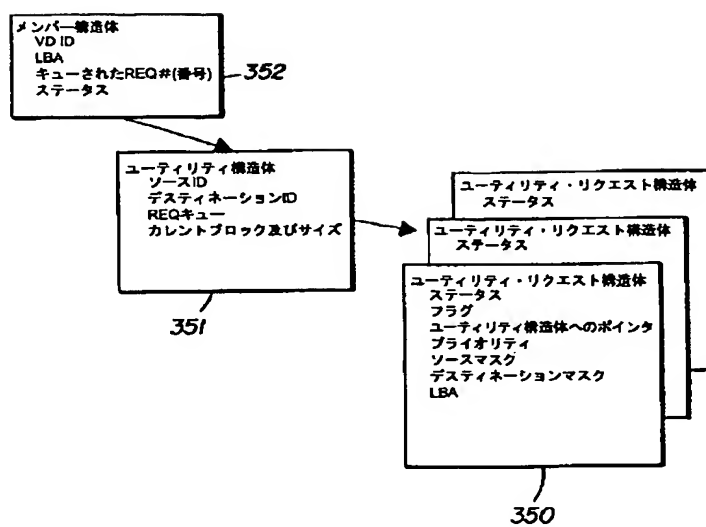 メンバー構造体
VD ID
LBA
キューされたREQ#(番号)
ステータス
352
ユーティリティ構造体
ソースID
デスティネーションID
REQキュー
カレントブロック及びサイズ
351
ユーティリティ・リクエスト構造体
ステータス
ユーティリティ・リクエスト構造体
ステータス
ユーティリティ・リクエスト構造体
ステータス
フラグ
ユーティリティ構造体へのポインタ
プライオリティ
ソースマスク
デスティネーションマスク
LBA
350